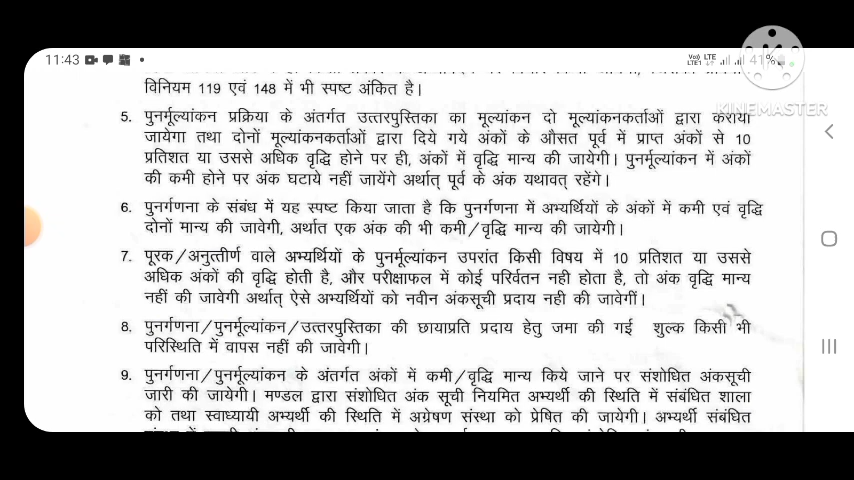 11:43
Vo) LTE
LTE1
41%
KINEMASTER
विनियम 119 एवं 148 में भी स्पष्ट अंकित है।
5. पुनर्मूल्यांकन प्रक्रिया के अंतर्गत उत्तरपुस्तिका का मूल्यांकन दो मूल्यांकनकर्ताओं द्वारा कराया
जायेगा तथा दोनों मूल्यांकनकर्ताओं द्वारा दिये गये अंकों के औसत पूर्व में प्राप्त अंकों से 10
प्रतिशत या उससे अधिक वृद्धि होने पर ही, अंकों में वृद्धि मान्य की जायेगी। पुनर्मूल्यांकन में अंकों
की कमी होने पर अंक घटाये नहीं जायेंगे अर्थात् पूर्व के अंक यथावत् रहेंगे।
6. पुनर्गणना के संबंध में यह स्पष्ट किया जाता है कि पुनर्गणना में अभ्यर्थियों के अंकों में कमी एवं वृद्धि
दोनों मान्य की जावेगी, अर्थात एक अंक की भी कमी/वृद्धि मान्य की जायेगी।
7. पूरक/अनुत्तीर्ण वाले अभ्यर्थियों के पुनर्मूल्यांकन उपरांत किसी विषय में 10 प्रतिशत या उससे
अधिक अंकों की वृद्धि होती है, और परीक्षाफल में कोई परिर्वतन नही होता है, तो अंक वृद्धि मान्य
नहीं की जावेगी अर्थात् ऐसे अभ्यर्थियों को नवीन अंकसूची प्रदाय नही की जावेगीं।
8. पुनर्गणना/पुनर्मूल्यांकन/उत्तरपुस्तिका की छायाप्रति प्रदाय हेतु जमा की गई शुल्क किसी भी
परिस्थिति में वापस नहीं की जावेगी।
9. पुनर्गणना/पुनर्मूल्यांकन के अंतर्गत अंकों में कमी/वृद्धि मान्य किये जाने पर संशोधित अंकसूची
जारी की जायेगी। मण्डल द्वारा संशोधित अंक सूची नियमित अभ्यर्थी की स्थिति में संबंधित शाला
को तथा स्वाध्यायी अभ्यर्थी की स्थिति में अग्रेषण संस्था को प्रेषित की जायेगी। अभ्यर्थी संबंधित